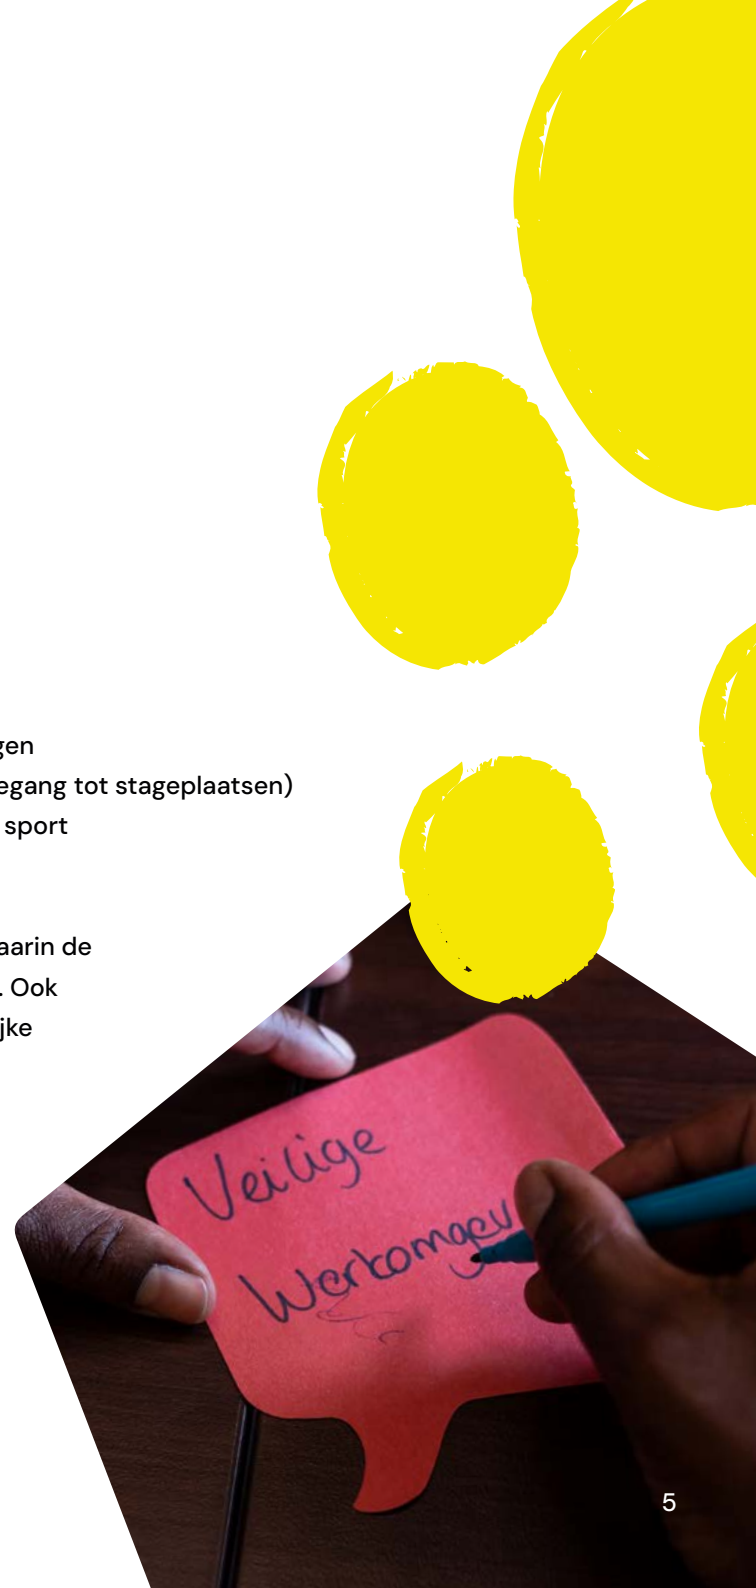 gen
egang tot stageplaatsen)
sport
aarin de
. Ook
jke
Veilige
Werkomgev
5